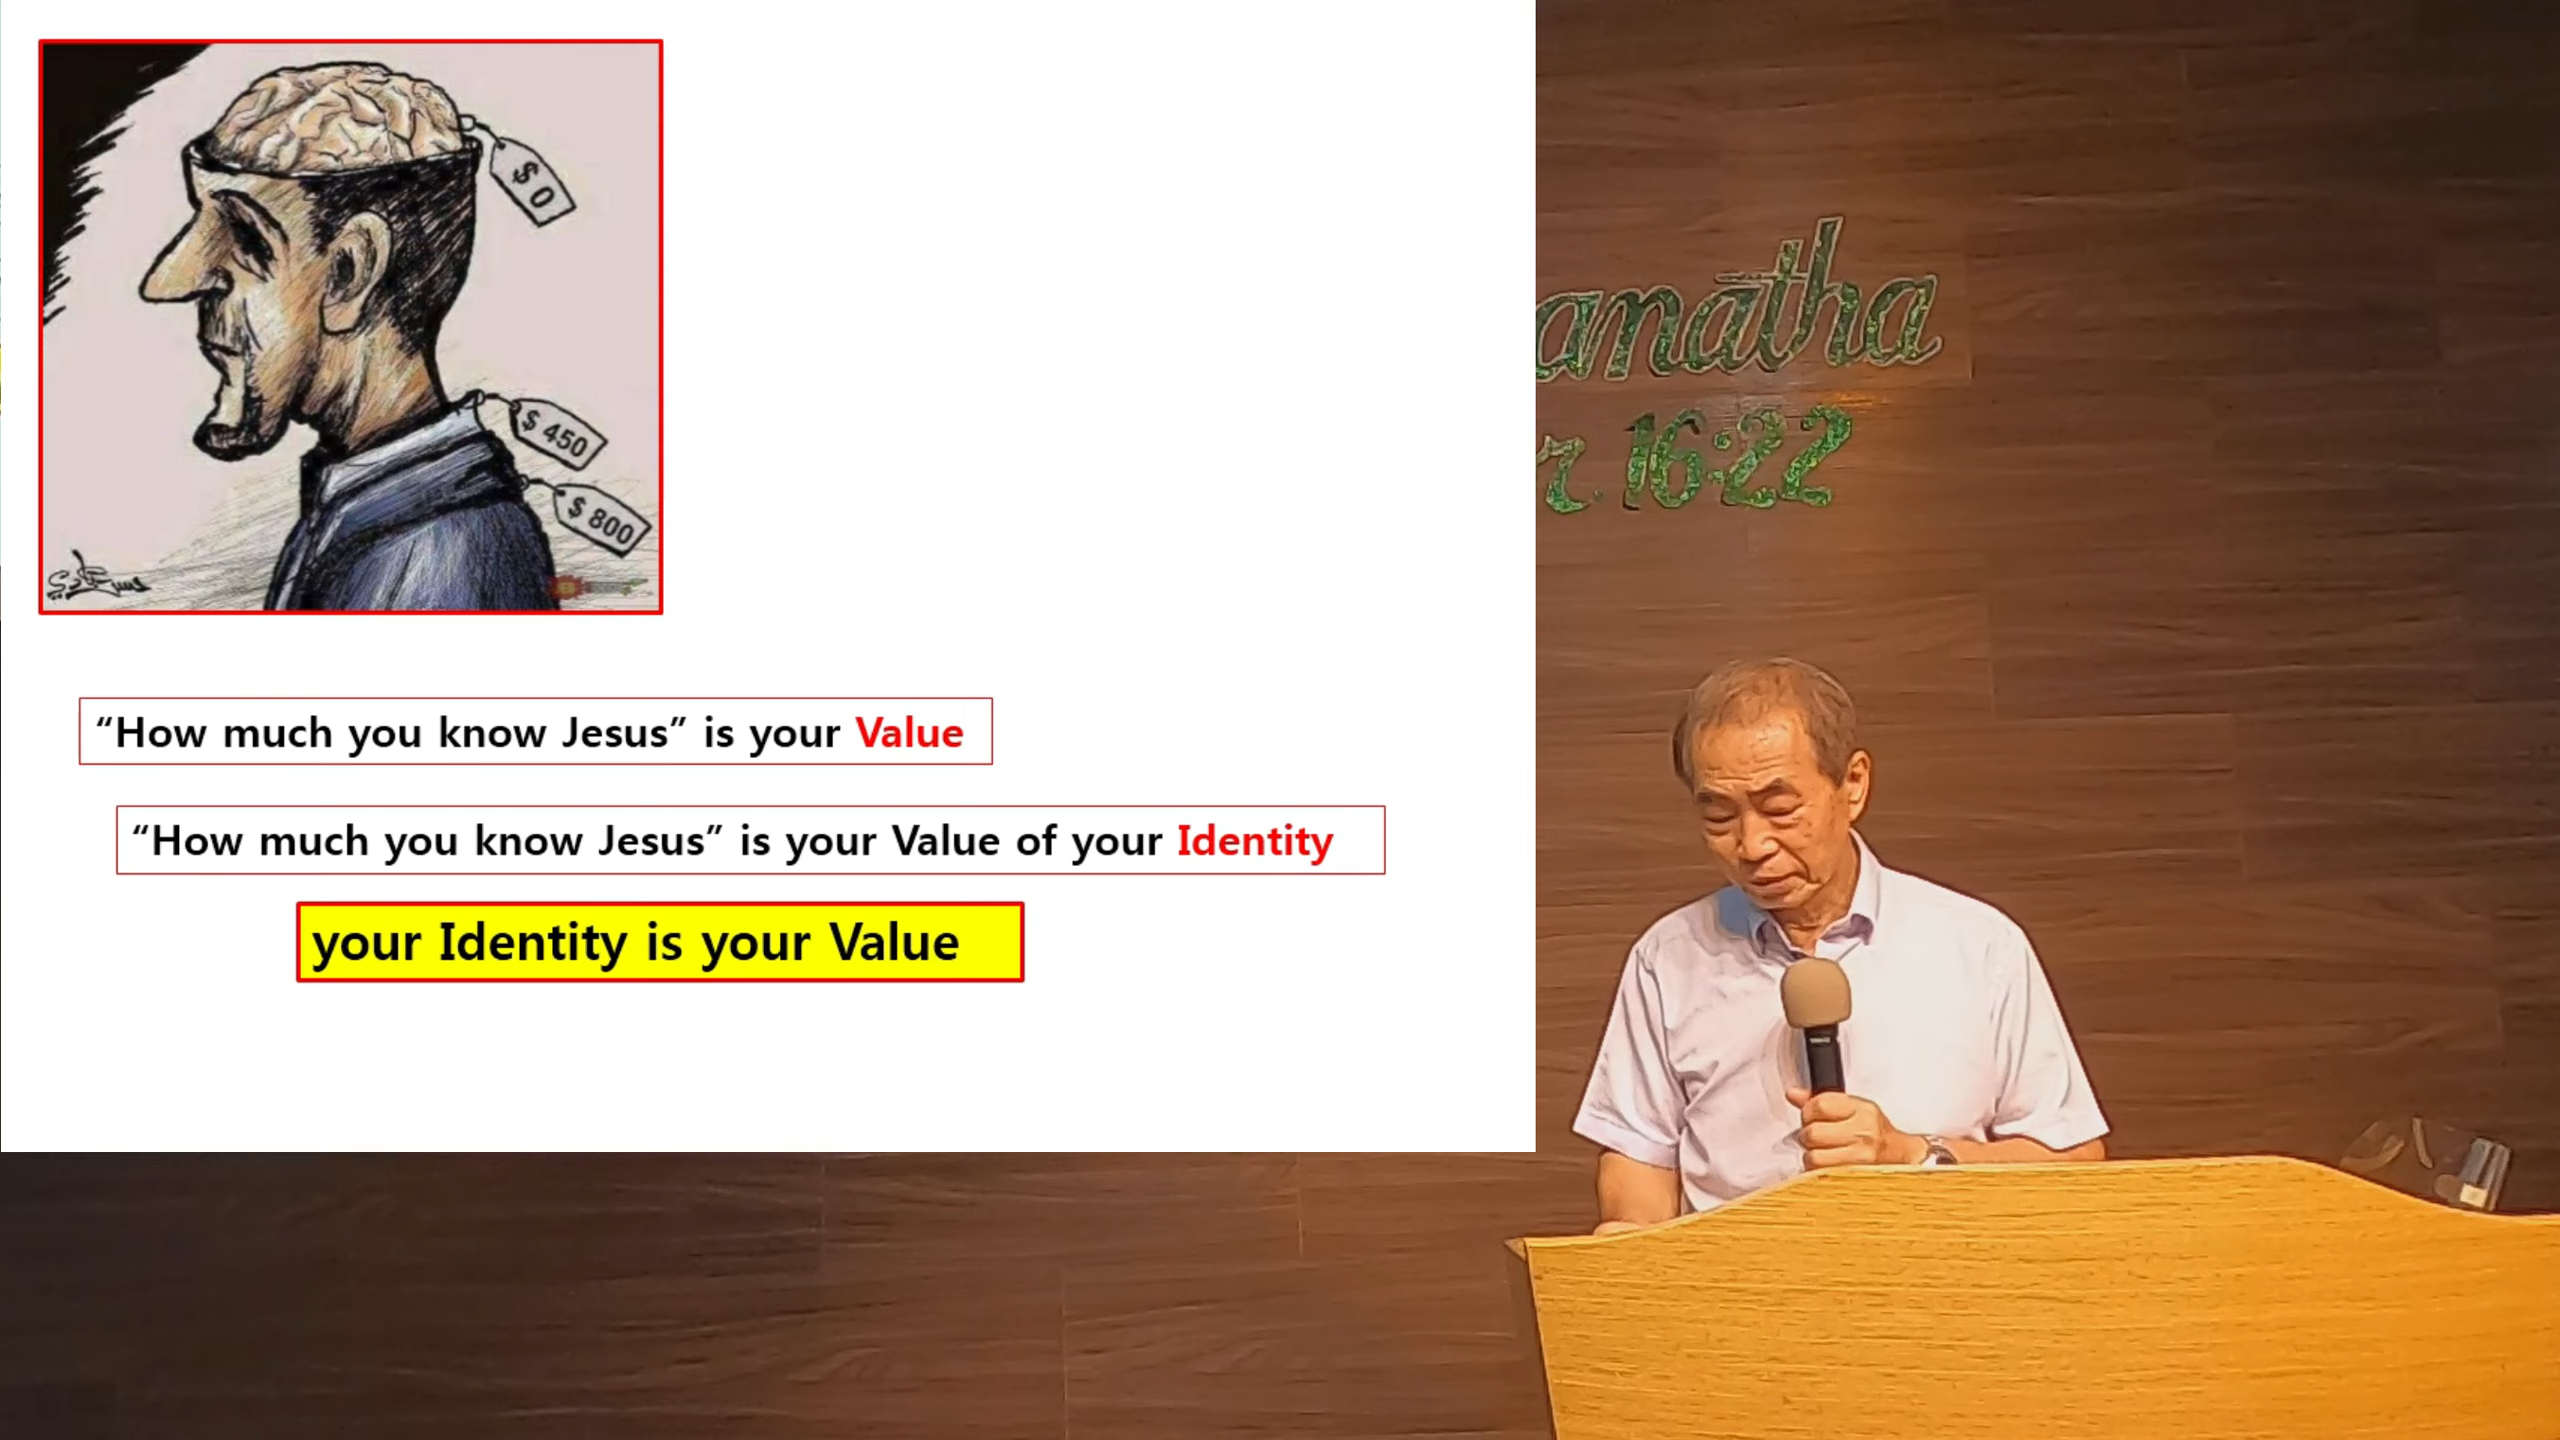 $ 0
$ 450
$ 800
“How much you know Jesus” is your Value
“How much you know Jesus” is your Value of your Identity
your Identity is your Value
anatha
r. 16:22